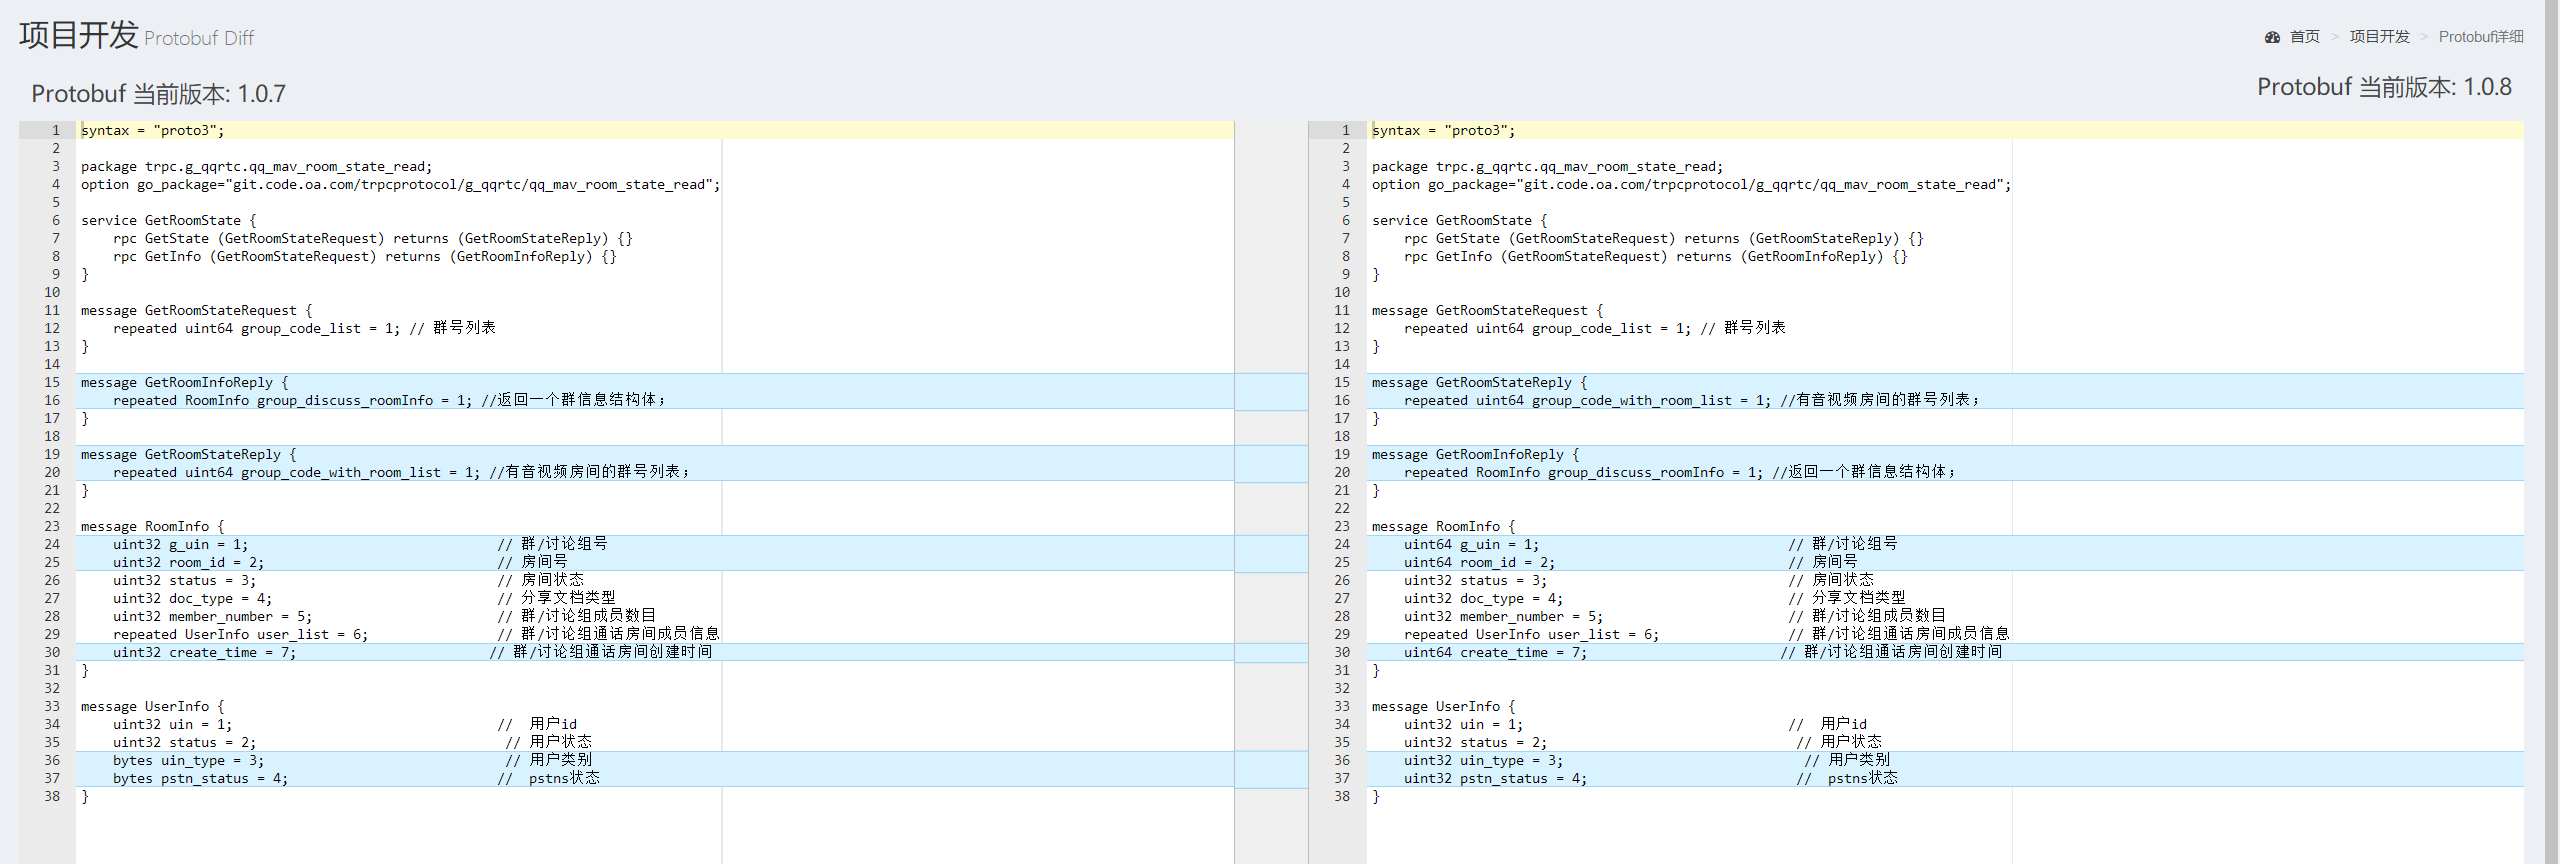 项目开发 Protobuf Diff
首页 > 项目开发 > Protobuf详细
Protobuf 当前版本: 1.0.7
1 syntax = "proto3";
2
3 package trpc.g_qqrtc.qq_mav_room_state_read;
4 option go_package="git.code.oa.com/trpcprotocol/g_qqrtc/qq_mav_room_state_read";
5
6 service GetRoomState {
7     rpc GetState (GetRoomStateRequest) returns (GetRoomStateReply) {}
8     rpc GetInfo (GetRoomStateRequest) returns (GetRoomInfoReply) {}
9 }
10
11 message GetRoomStateRequest {
12     repeated uint64 group_code_list = 1; // 群号列表
13 }
14
15 message GetRoomInfoReply {
16     repeated RoomInfo group_discuss_roomInfo = 1; //返回一个群信息结构体;
17 }
18
19 message GetRoomStateReply {
20     repeated uint64 group_code_with_room_list = 1; //有音视频房间的群号列表;
21 }
22
23 message RoomInfo {
24     uint32 g_uin = 1; // 群/讨论组号
25     uint32 room_id = 2; // 房间号
26     uint32 status = 3; // 房间状态
27     uint32 doc_type = 4; // 分享文档类型
28     uint32 member_number = 5; // 群/讨论组成员数目
29     repeated UserInfo user_list = 6; // 群/讨论组通话房间成员信息
30     uint32 create_time = 7; // 群/讨论组通话房间创建时间
31 }
32
33 message UserInfo {
34     uint32 uin = 1; //  用户id
35     uint32 status = 2; // 用户状态
36     bytes uin_type = 3; // 用户类别
37     bytes pstn_status = 4; //  pstns状态
38 }
Protobuf 当前版本: 1.0.8
1 syntax = "proto3";
2
3 package trpc.g_qqrtc.qq_mav_room_state_read;
4 option go_package="git.code.oa.com/trpcprotocol/g_qqrtc/qq_mav_room_state_read";
5
6 service GetRoomState {
7     rpc GetState (GetRoomStateRequest) returns (GetRoomStateReply) {}
8     rpc GetInfo (GetRoomStateRequest) returns (GetRoomInfoReply) {}
9 }
10
11 message GetRoomStateRequest {
12     repeated uint64 group_code_list = 1; // 群号列表
13 }
14
15 message GetRoomStateReply {
16     repeated uint64 group_code_with_room_list = 1; //有音视频房间的群号列表;
17 }
18
19 message GetRoomInfoReply {
20     repeated RoomInfo group_discuss_roomInfo = 1; //返回一个群信息结构体;
21 }
22
23 message RoomInfo {
24     uint64 g_uin = 1; // 群/讨论组号
25     uint64 room_id = 2; // 房间号
26     uint32 status = 3; // 房间状态
27     uint32 doc_type = 4; // 分享文档类型
28     uint32 member_number = 5; // 群/讨论组成员数目
29     repeated UserInfo user_list = 6; // 群/讨论组通话房间成员信息
30     uint64 create_time = 7; // 群/讨论组通话房间创建时间
31 }
32
33 message UserInfo {
34     uint32 uin = 1; //  用户id
35     uint32 status = 2; // 用户状态
36     uint32 uin_type = 3; // 用户类别
37     uint32 pstn_status = 4; //  pstns状态
38 }